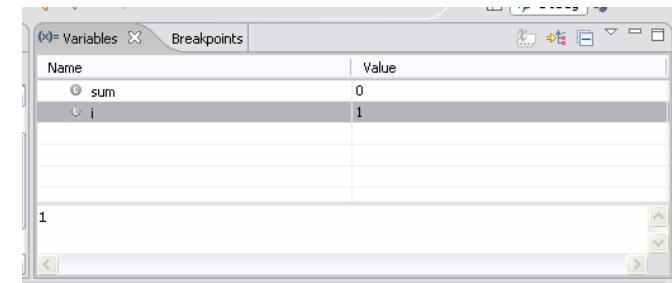 (x)= Variables Breakpoints
Name Value
sum 0
i 1
1